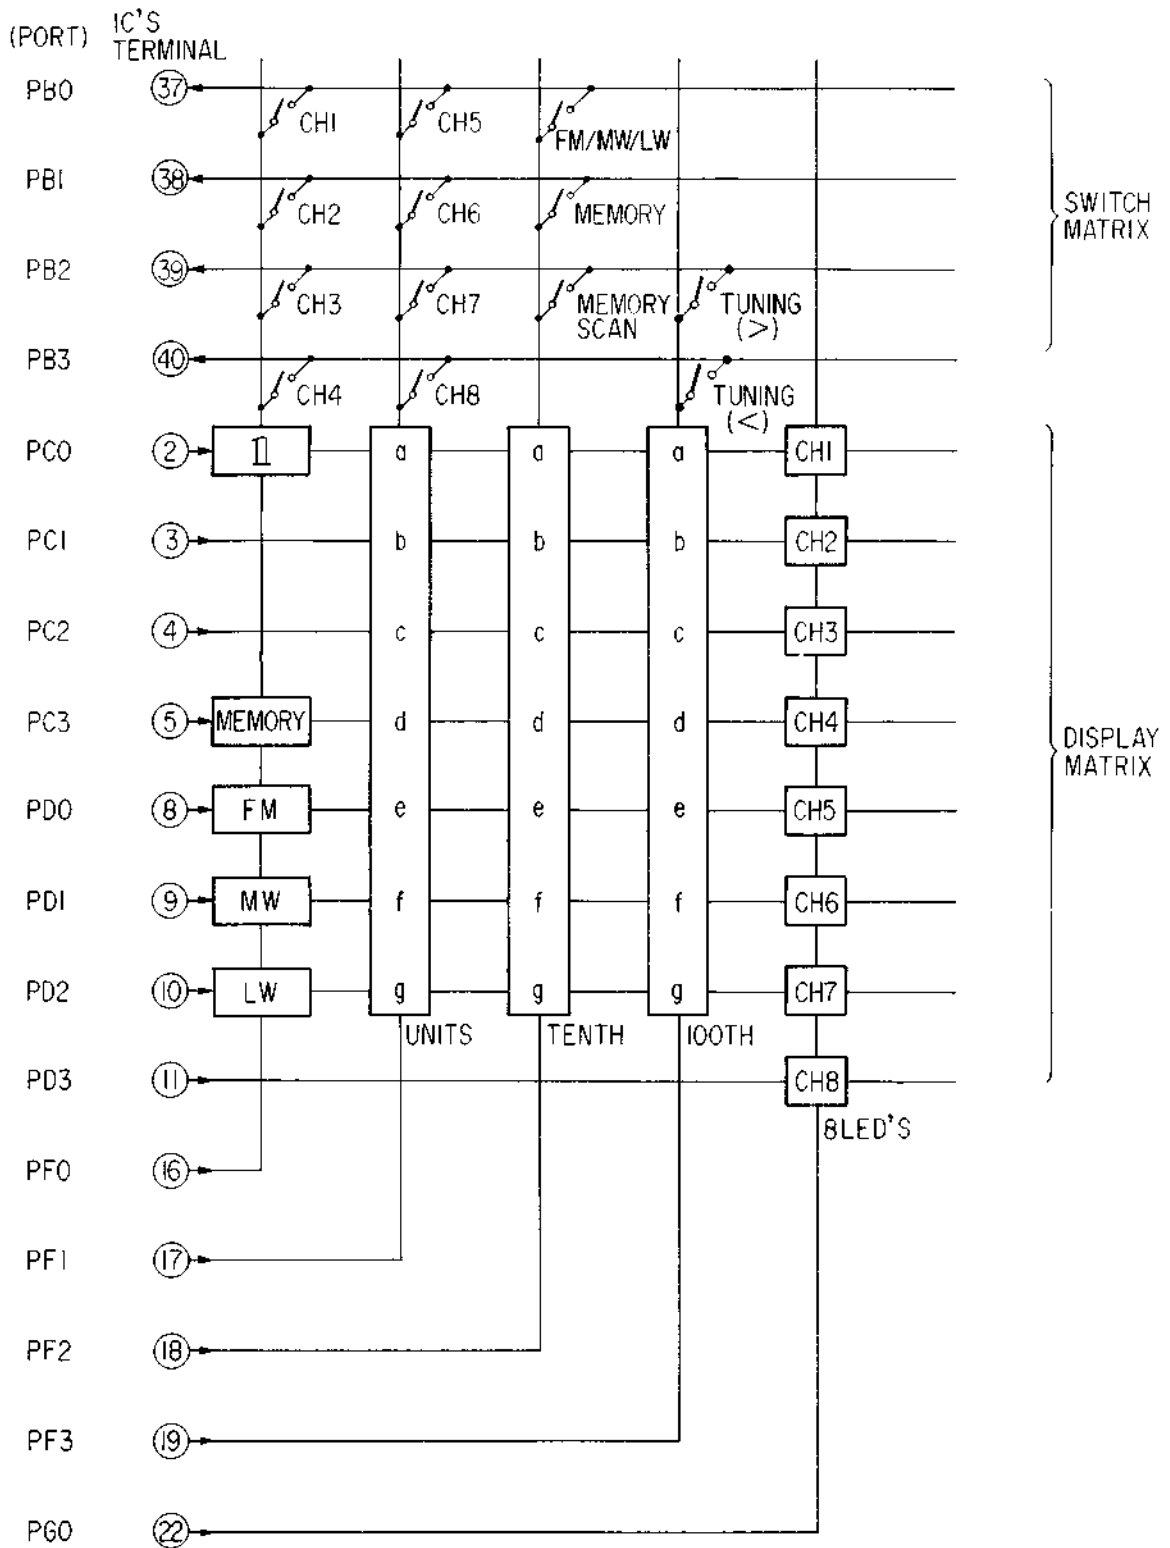 (PORT) IC'S TERMINAL
PB0 37
CH1 CH5 FM/MW/LW
PB1 38
CH2 CH6 MEMORY
SWITCH
MATRIX
PB2 39
CH3 CH7 MEMORY SCAN TUNING (>)
PB3 40
CH4 CH8 TUNING (<)
PC0 2 1 a a a CH1
PC1 3 b b b CH2
PC2 4 c c c CH3
PC3 5 MEMORY d d d CH4
DISPLAY
MATRIX
PD0 8 FM e e e CH5
PD1 9 MW f f f CH6
PD2 10 LW g g g CH7
UNITS TENTH 100TH
PD3 11 CH8
8LED'S
PF0 16
PF1 17
PF2 18
PF3 19
PG0 22